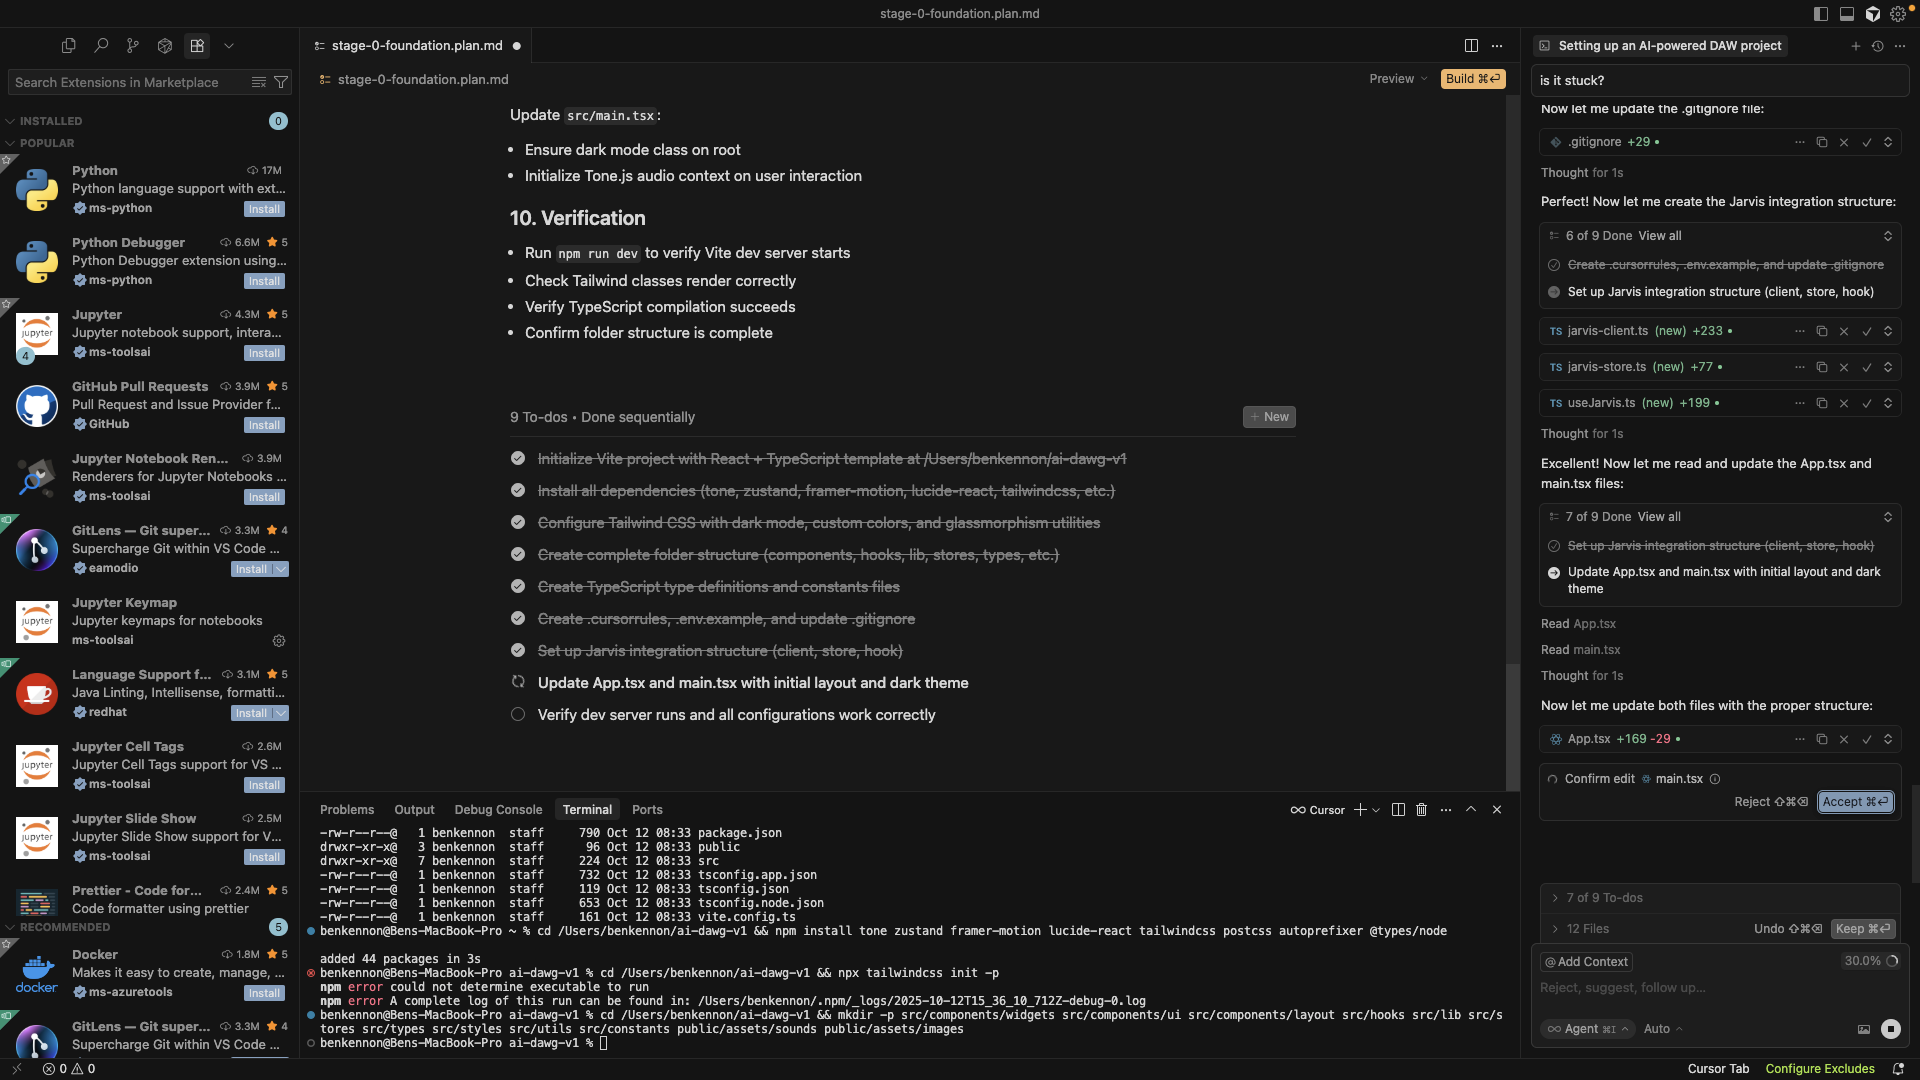 stage-0-foundation.plan.md
Search Extensions in Marketplace
INSTALLED
0
POPULAR
Python
17M
Python language support with ext...
ms-python
Install
Python Debugger
6.6M
5
Python Debugger extension using...
ms-python
Install
Jupyter
4.3M
5
Jupyter notebook support, intera...
ms-toolsai
Install
4
GitHub Pull Requests
3.9M
5
Pull Request and Issue Provider f...
GitHub
Install
Jupyter Notebook Ren...
3.9M
Renderers for Jupyter Notebooks ...
ms-toolsai
Install
GitLens — Git super...
3.3M
4
Supercharge Git within VS Code ...
eamodio
Install
Jupyter Keymap
Jupyter keymaps for notebooks
ms-toolsai
Language Support f...
3.1M
5
Java Linting, Intellisense, formatti...
redhat
Install
Jupyter Cell Tags
2.6M
Jupyter Cell Tags support for VS ...
ms-toolsai
Install
Jupyter Slide Show
2.5M
Jupyter Slide Show support for V...
ms-toolsai
Install
Prettier - Code for...
2.4M
5
Code formatter using prettier
RECOMMENDED
5
Docker
1.8M
5
Makes it easy to create, manage, ...
ms-azuretools
Install
GitLens — Git super...
3.3M
4
Supercharge Git within VS Code ...
stage-0-foundation.plan.md
stage-0-foundation.plan.md
Preview
Build ⌘⏎
Update src/main.tsx:
• Ensure dark mode class on root
• Initialize Tone.js audio context on user interaction
10. Verification
• Run npm run dev to verify Vite dev server starts
• Check Tailwind classes render correctly
• Verify TypeScript compilation succeeds
• Confirm folder structure is complete
9 To-dos • Done sequentially
+ New
Initialize Vite project with React + TypeScript template at /Users/benkennon/ai-dawg-v1
Install all dependencies (tone, zustand, framer-motion, lucide-react, tailwindcss, etc.)
Configure Tailwind CSS with dark mode, custom colors, and glassmorphism utilities
Create complete folder structure (components, hooks, lib, stores, types, etc.)
Create TypeScript type definitions and constants files
Create .cursorrules, .env.example, and update .gitignore
Set up Jarvis integration structure (client, store, hook)
Update App.tsx and main.tsx with initial layout and dark theme
Verify dev server runs and all configurations work correctly
Problems
Output
Debug Console
Terminal
Ports
Cursor
-rw-r--r--@ 1 benkennon staff 790 Oct 12 08:33 package.json
drwxr-xr-x@ 3 benkennon staff 96 Oct 12 08:33 public
drwxr-xr-x@ 7 benkennon staff 224 Oct 12 08:33 src
-rw-r--r--@ 1 benkennon staff 732 Oct 12 08:33 tsconfig.app.json
-rw-r--r--@ 1 benkennon staff 119 Oct 12 08:33 tsconfig.json
-rw-r--r--@ 1 benkennon staff 653 Oct 12 08:33 tsconfig.node.json
-rw-r--r--@ 1 benkennon staff 161 Oct 12 08:33 vite.config.ts
benkennon@Bens-MacBook-Pro ~ % cd /Users/benkennon/ai-dawg-v1 && npm install tone zustand framer-motion lucide-react tailwindcss postcss autoprefixer @types/node
added 44 packages in 3s
benkennon@Bens-MacBook-Pro ai-dawg-v1 % cd /Users/benkennon/ai-dawg-v1 && npx tailwindcss init -p
npm error could not determine executable to run
npm error A complete log of this run can be found in: /Users/benkennon/.npm/_logs/2025-10-12T15_36_10_712Z-debug-0.log
benkennon@Bens-MacBook-Pro ai-dawg-v1 % cd /Users/benkennon/ai-dawg-v1 && mkdir -p src/components/widgets src/components/ui src/components/layout src/hooks src/lib src/s
tores src/types src/styles src/utils src/constants public/assets/sounds public/assets/images
benkennon@Bens-MacBook-Pro ai-dawg-v1 %
Setting up an AI-powered DAW project
is it stuck?
Now let me update the .gitignore file:
.gitignore +29 •
Thought for 1s
Perfect! Now let me create the Jarvis integration structure:
6 of 9 Done View all
Create .cursorrules, .env.example, and update .gitignore
Set up Jarvis integration structure (client, store, hook)
TS jarvis-client.ts (new) +233 •
TS jarvis-store.ts (new) +77 •
TS useJarvis.ts (new) +199 •
Thought for 1s
Excellent! Now let me read and update the App.tsx and
main.tsx files:
7 of 9 Done View all
Set up Jarvis integration structure (client, store, hook)
Update App.tsx and main.tsx with initial layout and dark
theme
Read App.tsx
Read main.tsx
Thought for 1s
Now let me update both files with the proper structure:
App.tsx +169 -29 •
Confirm edit main.tsx
Reject ⇧⌘⌫
Accept ⌘⏎
7 of 9 To-dos
12 Files
Undo ⇧⌘⌫
Keep ⌘⏎
@ Add Context
30.0%
Reject, suggest, follow up...
Agent ⌘I
Auto
0
0
Cursor Tab
Configure Excludes